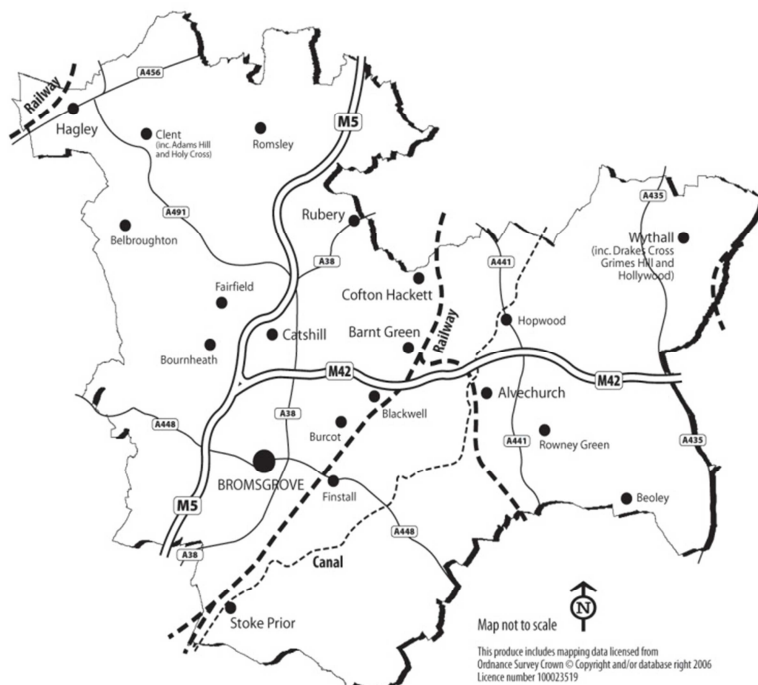 A456
Railway
Hagley
Clent
(inc. Adams Hill
and Holy Cross)
Romsley
M5
A491
Rubery
A435
Wythall
(inc. Drakes Cross
Grimes Hill and
Hollywood)
Belbroughton
A38
A441
Cofton Hackett
Fairfield
Hopwood
Catshill
Barnt Green
Railway
Bournheath
M42
M42
Blackwell
Alvechurch
A448
A38
Burcot
A441
Rowney Green
A435
BROMSGROVE
Finstall
M5
Beoley
A448
A38
Canal
Stoke Prior
N
Map not to scale
This produce includes mapping data licensed from
Ordnance Survey Crown © Copyright and/or database right 2006
Licence number 100023519